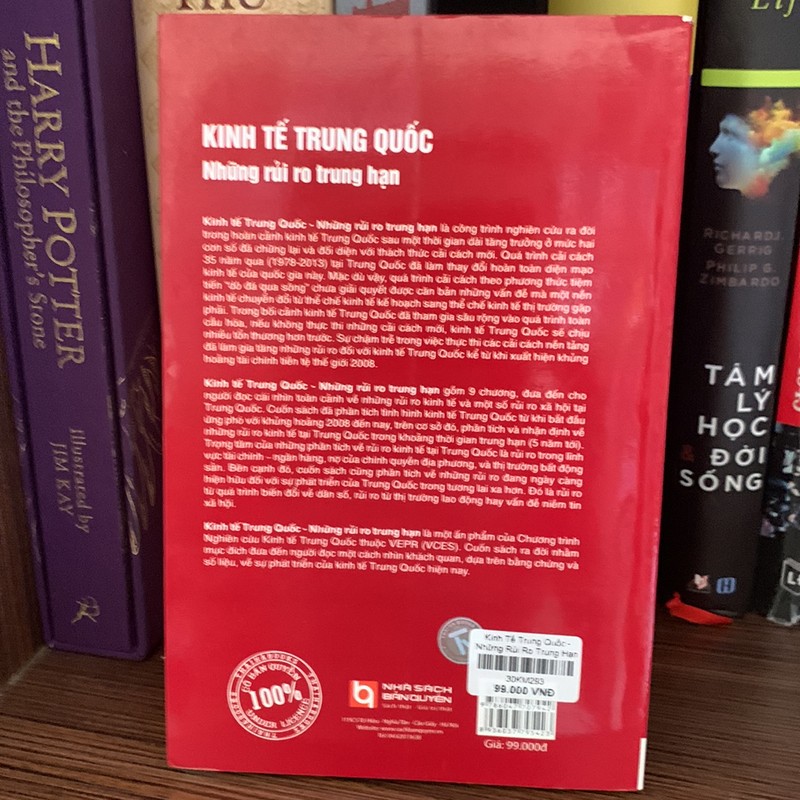 HARRY POTTER
and the Philosopher's Stone
Illustrated by
JIM KAY
KINH TẾ TRUNG QUỐC
Những rủi ro trung hạn
Kinh tế Trung Quốc - Những rủi ro trung hạn là công trình nghiên cứu ra đời
trong hoàn cảnh kinh tế Trung Quốc sau một thời gian dài tăng trưởng ở mức hai
con số đã chững lại và đối diện với thách thức cải cách mới. Quá trình cải cách
35 năm qua (1978-2013) tại Trung Quốc đã làm thay đổi hoàn toàn diện mạo
kinh tế của quốc gia này. Mặc dù vậy, quá trình cải cách theo phương thức tiệm
tiến "dò đá qua sông" chưa giải quyết được căn bản những vấn đề mà một nền
kinh tế chuyển đổi từ thể chế kinh tế kế hoạch sang thể chế kinh tế thị trường gặp
phải. Trong bối cảnh kinh tế Trung Quốc đã tham gia sâu rộng vào quá trình toàn
cầu hóa, nếu không thực thi những cải cách mới, kinh tế Trung Quốc sẽ chịu
nhiều tổn thương hơn trước. Sự chậm trễ trong việc thực thi các cải cách nền tảng
đã làm gia tăng những rủi ro đối với kinh tế Trung Quốc kể từ khi xuất hiện khủng
hoảng tài chính tiền tệ thế giới 2008.
Kinh tế Trung Quốc - Những rủi ro trung hạn gồm 9 chương, đưa đến cho
người đọc cái nhìn toàn cảnh về những rủi ro kinh tế và một số rủi ro xã hội tại
Trung Quốc. Cuốn sách đã phân tích tình hình kinh tế Trung Quốc từ khi bắt đầu
ứng phó với khủng hoảng 2008 đến nay, trên cơ sở đó, phân tích và nhận định về
những rủi ro kinh tế tại Trung Quốc trong khoảng thời gian trung hạn (5 năm tới).
Trọng tâm của những phân tích về rủi ro kinh tế tại Trung Quốc là rủi ro trong lĩnh
vực tài chính - ngân hàng, nợ của chính quyền địa phương, và thị trường bất động
sản. Bên cạnh đó, cuốn sách cũng phân tích về những rủi ro đang ngày càng
hiện hữu đối với sự phát triển của Trung Quốc trong tương lai xa hơn. Đó là rủi ro
từ quá trình biến đổi về dân số, rủi ro từ thị trường lao động hay vấn đề niềm tin
xã hội.
Kinh tế Trung Quốc - Những rủi ro trung hạn là một ấn phẩm của Chương trình
Nghiên cứu Kinh tế Trung Quốc thuộc VEPR (VCES). Cuốn sách ra đời nhằm
mục đích đưa đến người đọc một cách nhìn khách quan, dựa trên bằng chứng và
số liệu, về sự phát triển của kinh tế Trung Quốc hiện nay.
THAIHABOOKS
CÓ BẢN QUYỀN
100%
UNDER LICENCE
NHÀ SÁCH
BẢN QUYỀN
Kinh Tế Trung Quốc -
Những Rủi Ro Trung Hạn
30KM293
99.000 VNĐ
Giá: 99.000đ
RICHARD J.
GERRIG
PHILIP G.
ZIMBARDO
TÂM
LÝ
HỌC
& ĐỜI
SỐNG